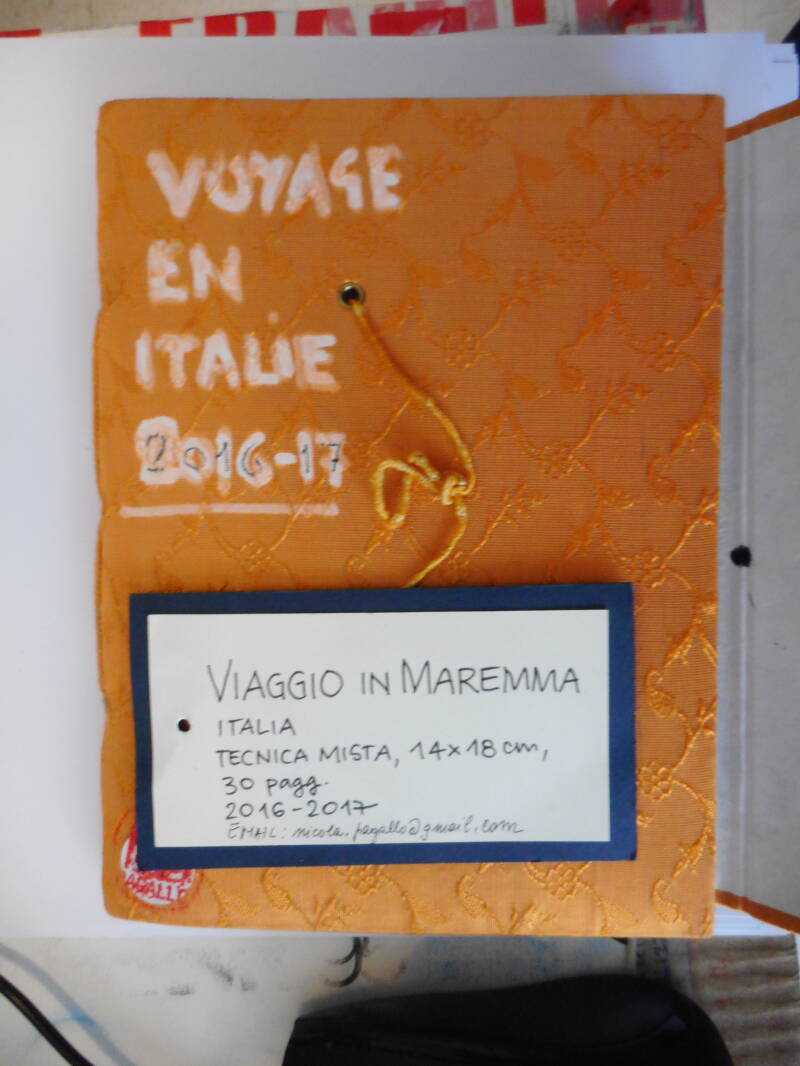 VOYAGE
EN
ITALIE
2016-17
VIAGGIO IN MAREMMA
ITALIA
TECNICA MISTA, 14x18 cm,
30 pagg.
2016-2017
EMAIL: nicola.pagallo@gmail.com